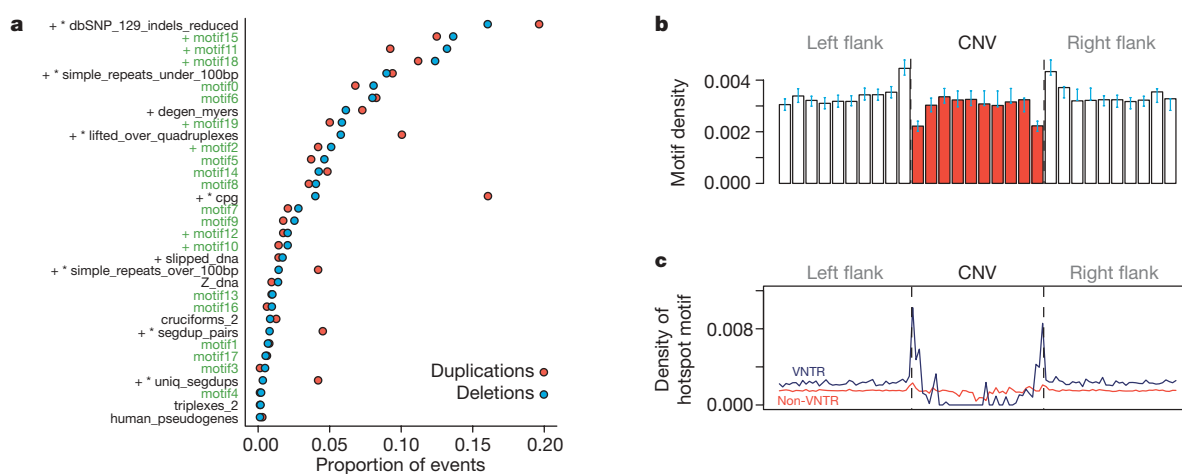 a
+ * dbSNP_129_indels_reduced
+ motif15
+ motif11
+ motif18
+ * simple_repeats_under_100bp
motif0
motif6
+ degen_myers
+ motif19
+ * lifted_over_quadruplexes
+ motif2
motif5
motif14
motif8
+ * cpg
motif7
motif9
+ motif12
+ motif10
+ slipped_dna
+ * simple_repeats_over_100bp
Z_dna
motif13
motif16
cruciforms_2
+ * segdup_pairs
motif1
motif17
motif3
+ * uniq_segdups
motif4
triplexes_2
human_pseudogenes
Duplications
Deletions
0.00 0.05 0.10 0.15 0.20
Proportion of events
b
Left flank CNV Right flank
Motif density
0.004
0.002
0.000
c
Left flank CNV Right flank
Density of
hotspot motif
0.008
0.000
VNTR
Non-VNTR